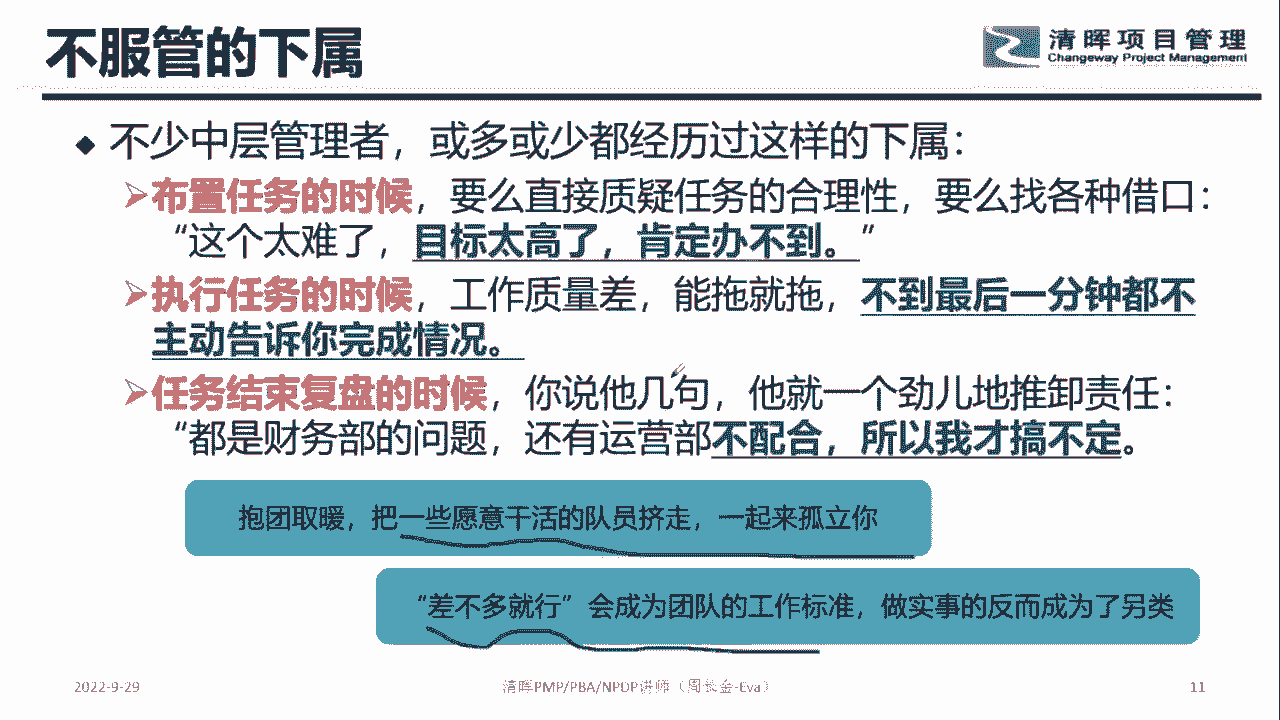 不服管的下属
清晖项目管理
Changeway Project Management
◆ 不少中层管理者，或多或少都经历过这样的下属：
➢布置任务的时候，要么直接质疑任务的合理性，要么找各种借口：
“这个太难了，目标太高了，肯定办不到。”
➢执行任务的时候，工作质量差，能拖就拖，不到最后一分钟都不
主动告诉你完成情况。
➢任务结束复盘的时候，你说他几句，他就一个劲儿地推卸责任：
“都是财务部的问题，还有运营部不配合，所以我才搞不定。
抱团取暖，把一些愿意干活的队员挤走，一起来孤立你
“差不多就行”会成为团队的工作标准，做实事的反而成为了另类
2022-9-29
清晖PMP/PBA/NPDP讲师（周长金-Eva）
11